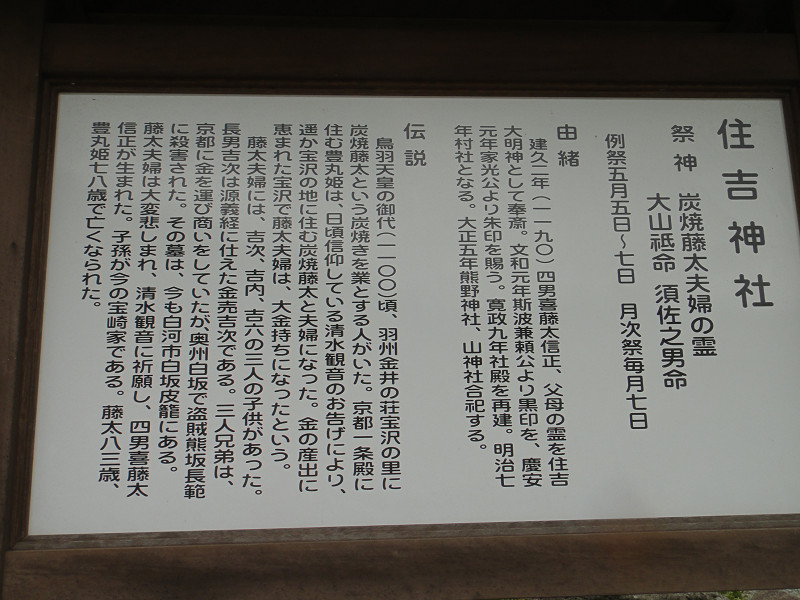 住吉神社
祭神 炭焼藤太夫婦の霊
大山祗命 須佐之男命
例祭五月五日～七日 月次祭毎月七日
由緒
建久二年(一一九〇)四男喜藤太信正、父母の霊を住吉
大明神として奉斎。文和元年斯波兼頼公より黒印を、慶安
元年家光公より朱印を賜う。寛政九年社殿を再建。明治七
年村社となる。大正五年熊野神社、山神社合祀する。
伝説
鳥羽天皇の御代(一一〇〇)頃、羽州金井の荘宝沢の里に
炭焼藤太という炭焼きを業とする人がいた。京都一条殿に
住む豊丸姫は、日頃信仰している清水観音のお告げにより、
遥か宝沢の地に住む炭焼藤太と夫婦になった。金の産出に
恵まれた宝沢で藤太夫婦は、大金持ちになったという。
藤太夫婦には、吉次、吉内、吉六の三人の子供があった。
長男吉次は源義経に仕えた金売吉次である。三人兄弟は、
京都に金を運び商いをしていたが奥州白坂で盗賊熊坂長範
に殺害された。その墓は、今も白河市白坂皮籠にある。
藤太夫婦は大変悲しまれ、清水観音に祈願し、四男喜藤太
信正が生まれた。子孫が今の宝崎家である。藤太八三歳、
豊丸姫七八歳で亡くなられた。